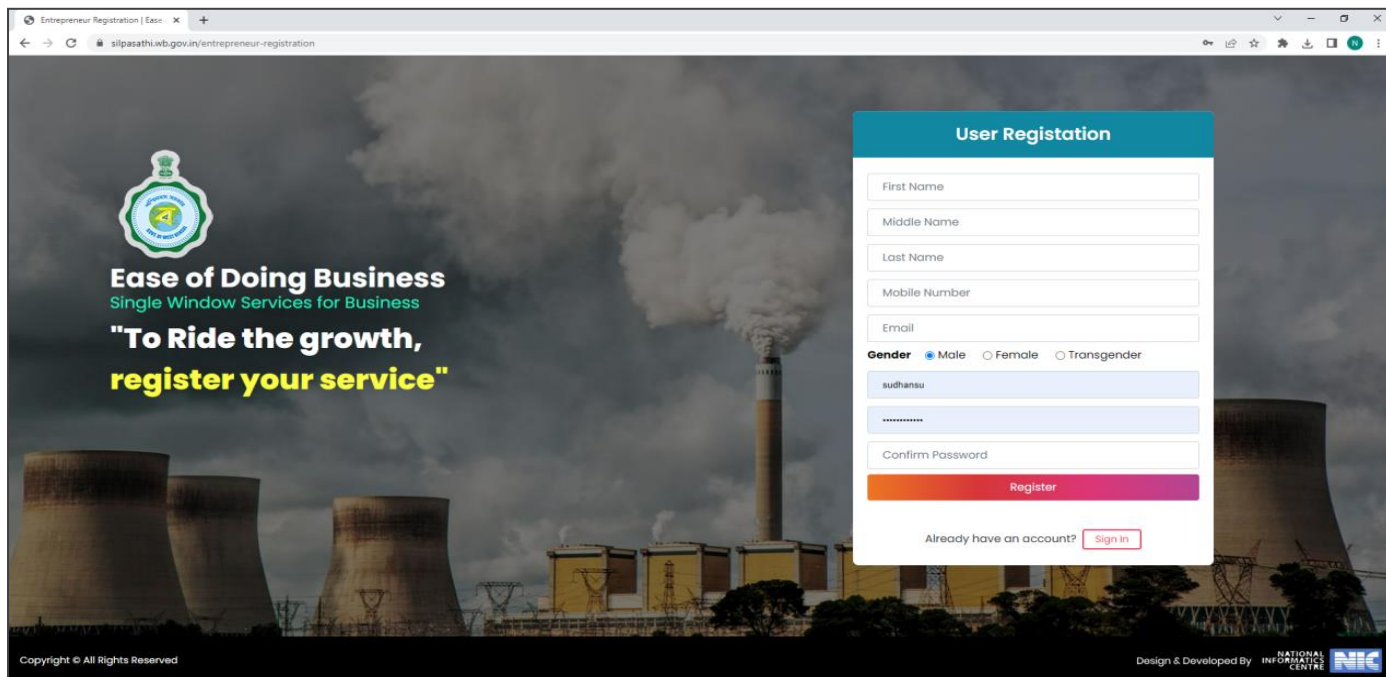 Entrepreneur Registration | Ease
silpasathi.wb.gov.in/entrepreneur-registration
N
User Registation
First Name
Middle Name
Last Name
Mobile Number
Email
Gender Male Female Transgender
sudhansu
••••••••••••
Confirm Password
Register
Already have an account? Sign In
Ease of Doing Business
Single Window Services for Business
"To Ride the growth,
register your service"
Copyright © All Rights Reserved
Design & Developed By NATIONAL INFORMATICS CENTRE NIC